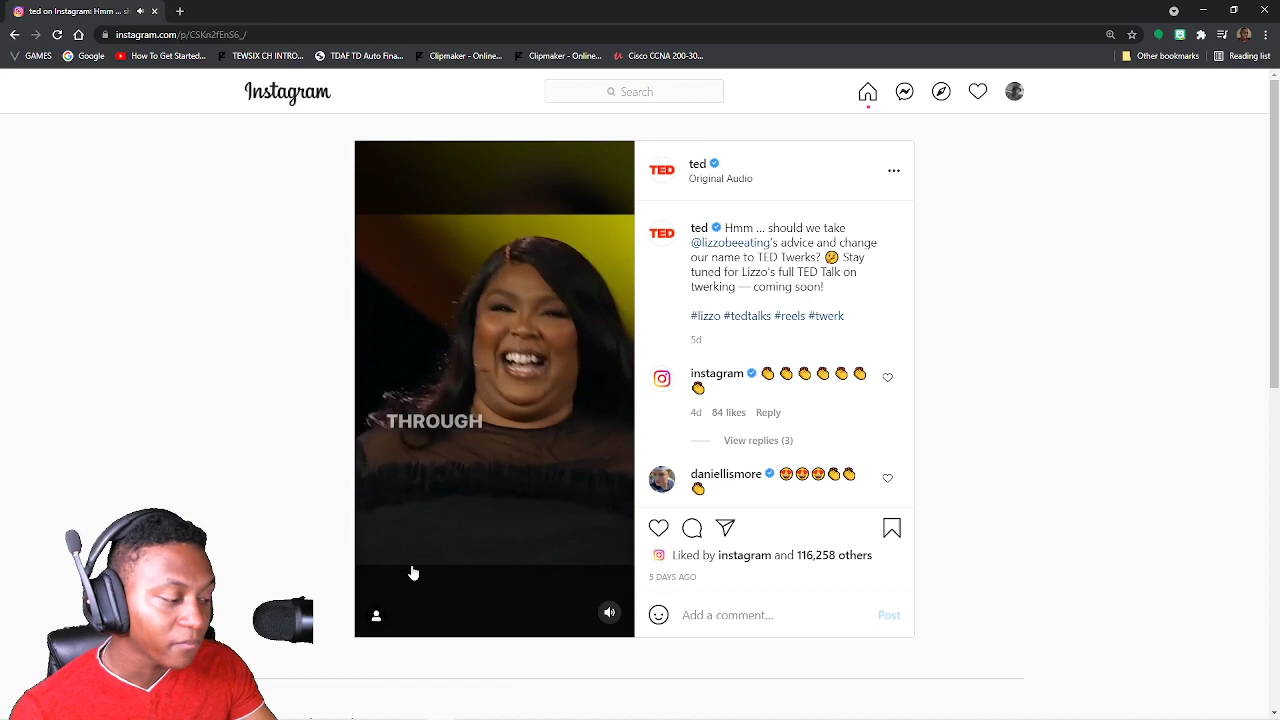 ted on Instagram: Hmm ...
instagram.com/p/CSKn2fEnS6_/
GAMES
Google
How To Get Started...
TEWSIX CH INTRO...
TDAF TD Auto Fina...
Clipmaker - Online...
Clipmaker - Online...
Cisco CCNA 200-30...
Other bookmarks
Reading list
Instagram
Search
TED
ted
Original Audio
TED
ted Hmm ... should we take
@lizzobeeating's advice and change
our name to TED Twerks? 🤔 Stay
tuned for Lizzo's full TED Talk on
twerking — coming soon!
#lizzo #tedtalks #reels #twerk
5d
instagram 👏 👏 👏 👏 👏 👏
👏
4d 84 likes Reply
View replies (3)
daniellismore 😍😍😍👏👏
👏
THROUGH
Liked by instagram and 116,258 others
5 DAYS AGO
Add a comment...
Post